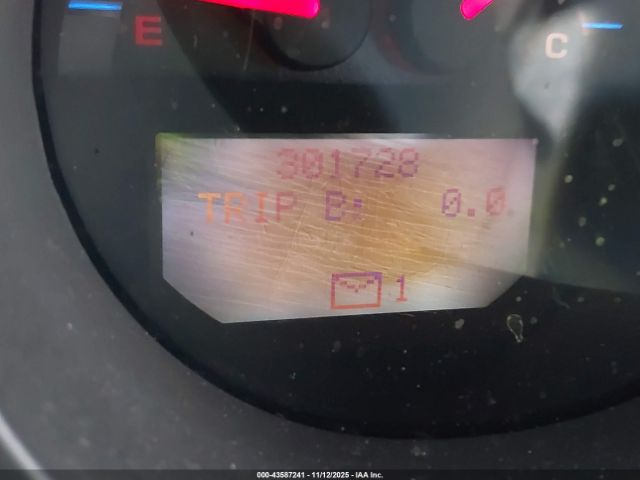 E
C
301728
TRIP B: 0.0
1
000-43587241 - 11/12/2025 - IAA Inc.